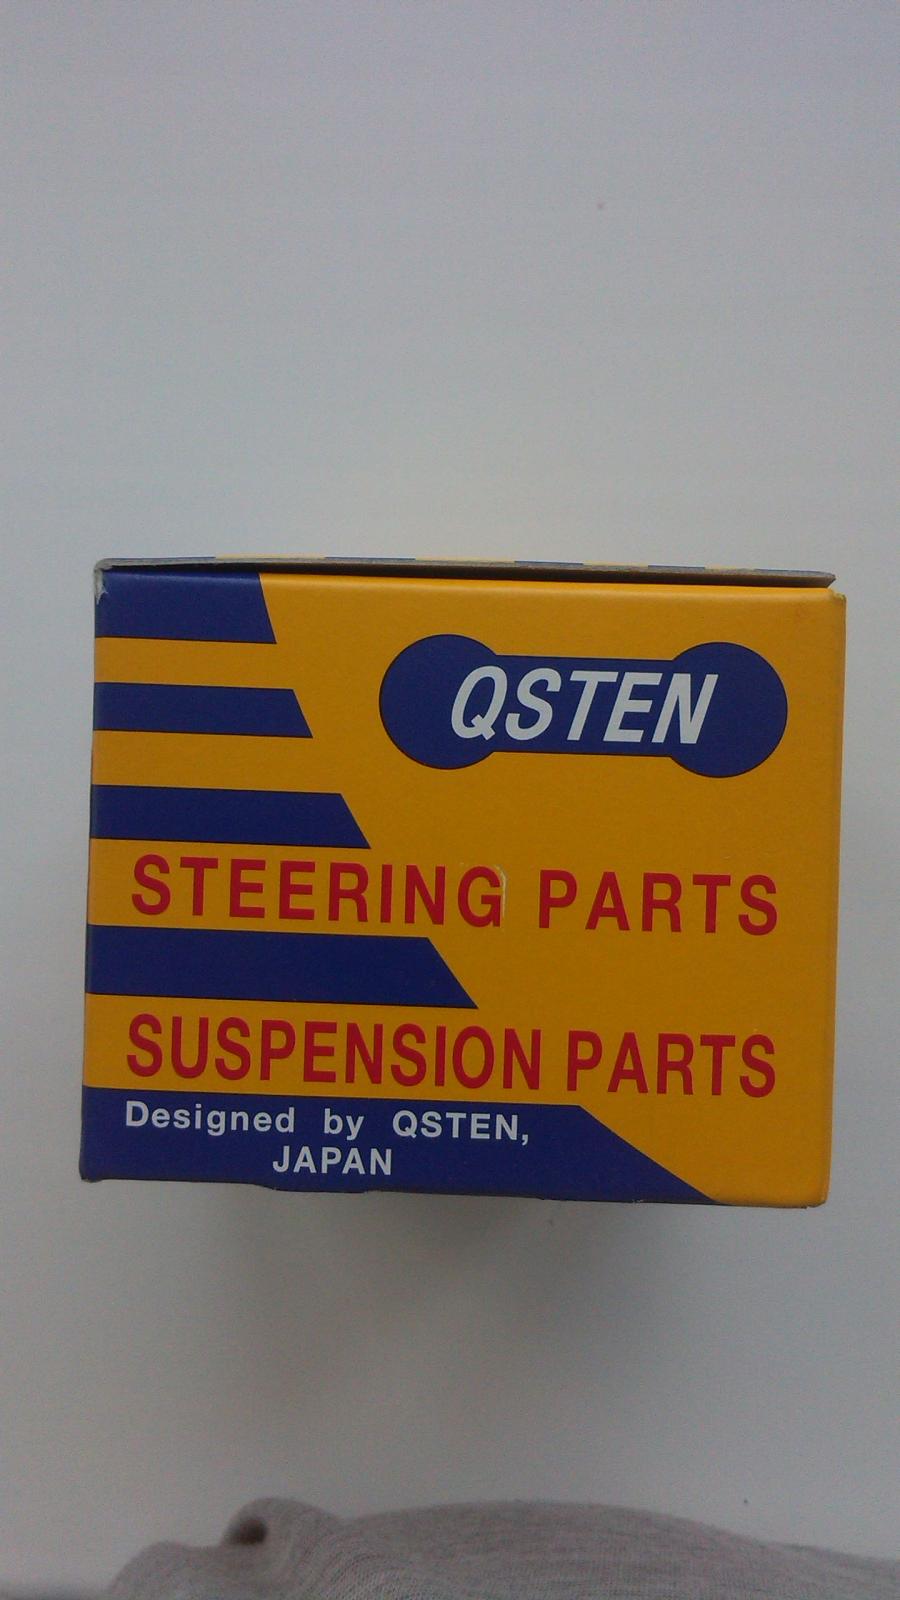 QSTEN
STEERING PARTS
SUSPENSION PARTS
Designed by QSTEN,
JAPAN